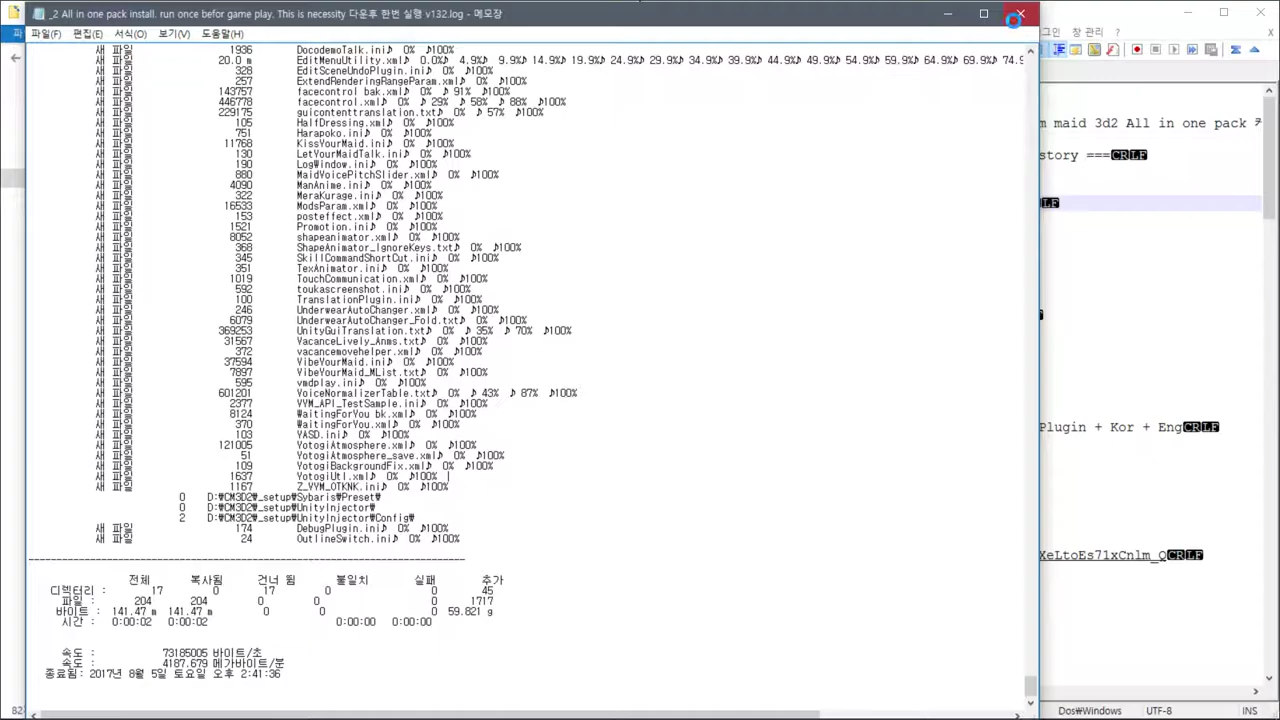 _2 All in one pack install. run once befor game play. This is necessity 다운후 한번 실행 v132.log - 메모장
파일(F) 편집(E) 서식(O) 보기(V) 도움말(H)
새 파일 1936 DocodemoTalk.ini♪ 0% ♪100%
새 파일 20.0 m EditMenuUtility.xml♪ 0.0%♪ 4.9%♪ 9. 14.9%♪ 19.9%♪ 24.9%♪ 29.9%♪ 34.9%♪ 39.9%♪ 44.9%♪ 49.9%♪ 54.9%♪ 59.9%♪ 64.9%♪ 69.9%♪ 74.9
새 파일 328 EditSceneUndoPlugin.ini♪ 0% ♪100%
새 파일 257 ExtendRenderingRangeParam.xml♪ 0% ♪100%
새 파일 143757 facecontrol bak.xml♪ 0% ♪ 91% ♪100%
새 파일 446778 facecontrol.xml♪ 0% ♪ 29% ♪ 58% ♪ 88% ♪100%
새 파일 229175 guicontenttranslation.txt♪ 0% ♪ 57% ♪100%
새 파일 105 HalfDressing.xml♪ 0% ♪100%
새 파일 751 Harapoko.ini♪ 0% ♪100%
새 파일 11768 KissYourMaid.ini♪ 0% ♪100%
새 파일 130 LetYourMaidTalk.ini♪ 0% ♪100%
새 파일 190 LogWindow.ini♪ 0% ♪100%
새 파일 880 MaidVoicePitchSlider.xml♪ 0% ♪100%
새 파일 4090 ManAnime.ini♪ 0% ♪100%
새 파일 322 MeraKurage.ini♪ 0% ♪100%
새 파일 16533 ModsParam.xml♪ 0% ♪100%
새 파일 153 posteffect.xml♪ 0% ♪100%
새 파일 1521 Promotion.ini♪ 0% ♪100%
새 파일 8052 shapeanimator.xml♪ 0% ♪100%
새 파일 368 ShapeAnimator_IgnoreKeys.txt♪ 0% ♪100%
새 파일 345 SkillCommandShortCut.ini♪ 0% ♪100%
새 파일 351 TexAnimator.ini♪ 0% ♪100%
새 파일 1019 TouchCommunication.xml♪ 0% ♪100%
새 파일 592 toukascreenshot.ini♪ 0% ♪100%
새 파일 100 TranslationPlugin.ini♪ 0% ♪100%
새 파일 246 UnderwearAutoChanger.xml♪ 0% ♪100%
새 파일 6079 UnderwearAutoChanger_Fold.txt♪ 0% ♪100%
새 파일 369253 UnityGuiTranslation.txt♪ 0% ♪ 35% ♪ 70% ♪100%
새 파일 31567 VacanceLively_Anms.txt♪ 0% ♪100%
새 파일 372 vacancemovehelper.xml♪ 0% ♪100%
새 파일 37594 VibeYourMaid.ini♪ 0% ♪100%
새 파일 7897 VibeYourMaid_MList.txt♪ 0% ♪100%
새 파일 595 vmdplay.ini♪ 0% ♪100%
새 파일 601201 VoiceNormalizerTable.txt♪ 0% ♪ 43% ♪ 87% ♪100%
새 파일 2377 VYM_API_TestSample.ini♪ 0% ♪100%
새 파일 8124 WaitingForYou bk.xml♪ 0% ♪100%
새 파일 370 WaitingForYou.xml♪ 0% ♪100%
새 파일 103 YASD.ini♪ 0% ♪100%
새 파일 121005 YotogiAtmosphere.xml♪ 0% ♪100%
새 파일 51 YotogiAtmosphere_save.xml♪ 0% ♪100%
새 파일 109 YotogiBackgroundFix.xml♪ 0% ♪100%
새 파일 1637 YotogiUtl.xml♪ 0% ♪100%
새 파일 1167 Z_VYM_OTKNK.ini♪ 0% ♪100%
0 D:₩CM3D2₩_setup₩Sybaris₩Preset₩
0 D:₩CM3D2₩_setup₩UnityInjector₩
2 D:₩CM3D2₩_setup₩UnityInjector₩Config₩
새 파일 174 DebugPlugin.ini♪ 0% ♪100%
새 파일 24 OutlineSwitch.ini♪ 0% ♪100%
------------------------------------------------------------------------------
전체 복사됨 건너 뜀 불일치 실패 추가
디렉터리 : 17 0 17 0 0 45
파일 : 204 204 0 0 0 1717
바이트 : 141.47 m 141.47 m 0 0 0 59.821 g
시간 : 0:00:02 0:00:02 0:00:00 0:00:00
속도 : 73185005 바이트/초
속도 : 4187.679 메가바이트/분
종료됨: 2017년 8월 5일 토요일 오후 2:41:36
파
그인 창 관리 ?
m maid 3d2 All in one pack
story ===CRLF
LF
Plugin + Kor + EngCRLF
XeLtoEs71xCnlm_QCRLF
82
Dos₩Windows UTF-8 INS